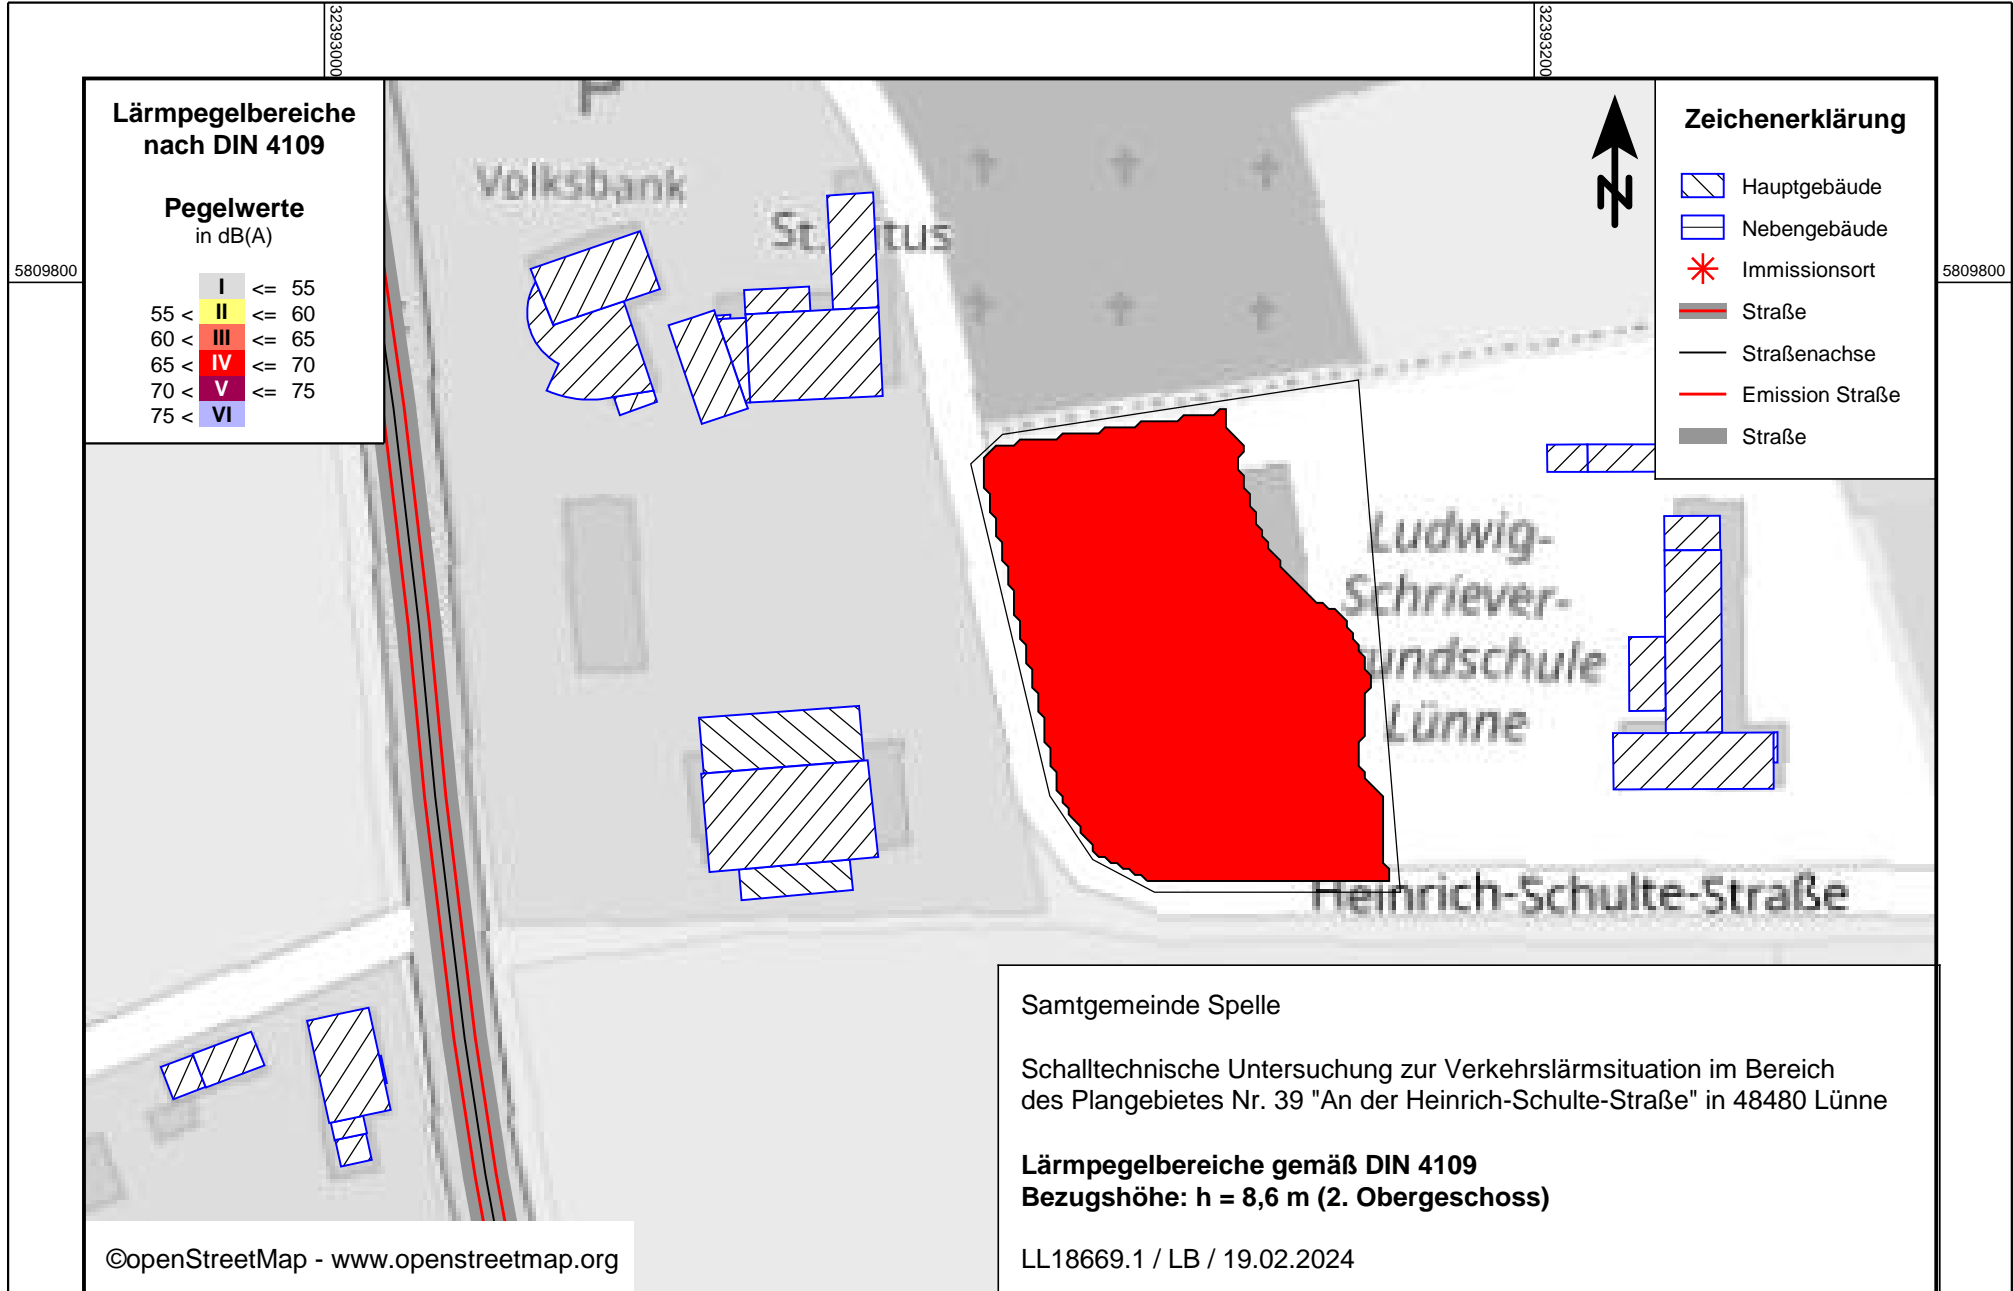 32393000
32393200
5809800
5809800
Lärmpegelbereiche
nach DIN 4109
Pegelwerte
in dB(A)
I <= 55
55 < II <= 60
60 < III <= 65
65 < IV <= 70
70 < V <= 75
75 < VI
Zeichenerklärung
Hauptgebäude
Nebengebäude
Immissionsort
Straße
Straßenachse
Emission Straße
Straße
N
P
Volksbank
St. tus
Ludwig-
Schriever-
undschule
Lünne
Heinrich-Schulte-Straße
Samtgemeinde Spelle
Schalltechnische Untersuchung zur Verkehrslärmsituation im Bereich
des Plangebietes Nr. 39 "An der Heinrich-Schulte-Straße" in 48480 Lünne
Lärmpegelbereiche gemäß DIN 4109
Bezugshöhe: h = 8,6 m (2. Obergeschoss)
LL18669.1 / LB / 19.02.2024
©openStreetMap - www.openstreetmap.org